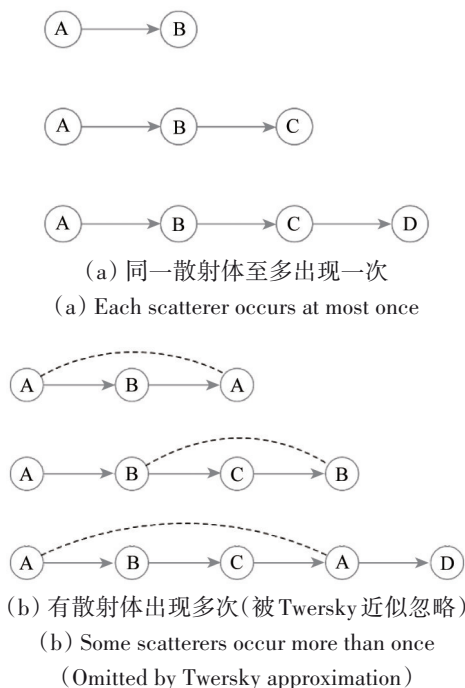 A B
A B C
A B C D
(a) 同一散射体至多出现一次
(a) Each scatterer occurs at most once
A B A
A B C B
A B C A D
(b) 有散射体出现多次(被Twersky近似忽略)
(b) Some scatterers occur more than once
(Omitted by Twersky approximation)